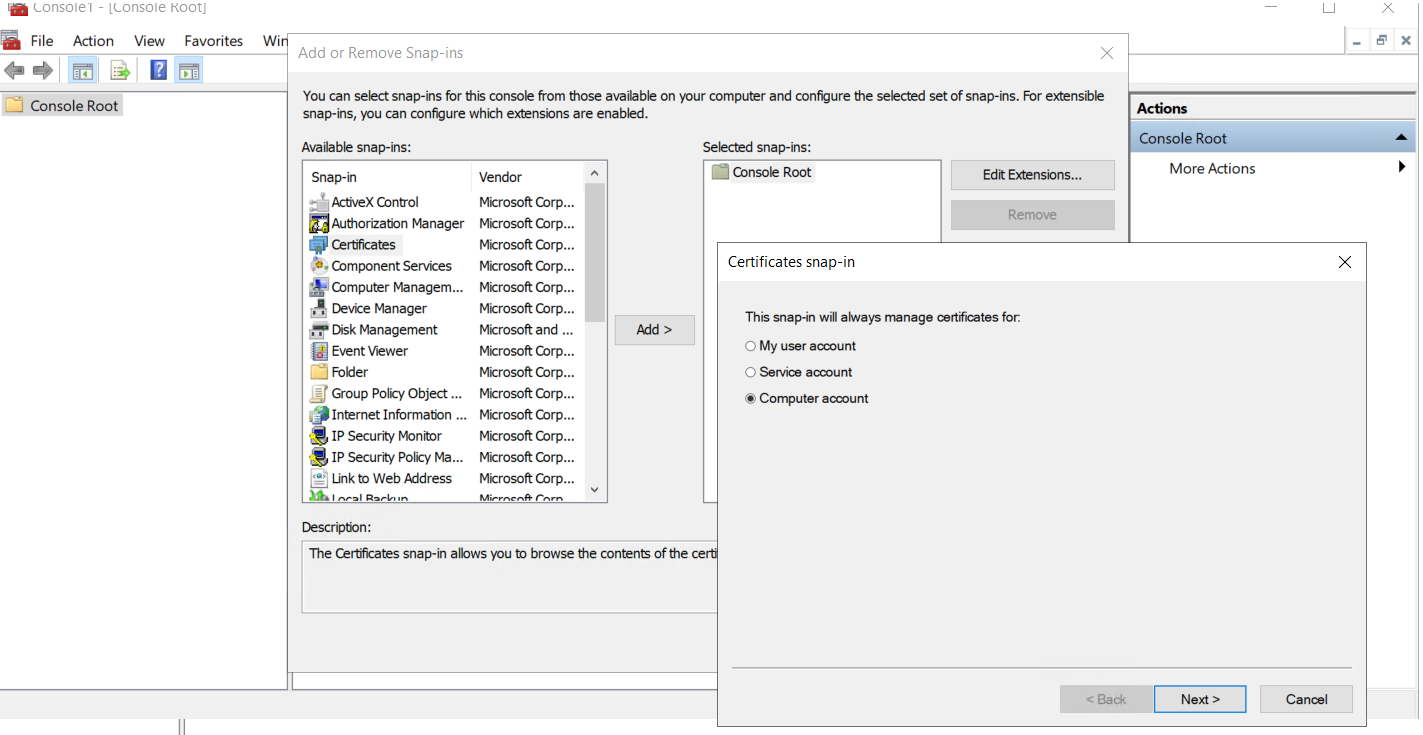 Console1 - [Console Root]
File Action View Favorites Win
Console Root
Add or Remove Snap-ins
You can select snap-ins for this console from those available on your computer and configure the selected set of snap-ins. For extensible
snap-ins, you can configure which extensions are enabled.
Available snap-ins:
Snap-in Vendor
ActiveX Control Microsoft Corp...
Authorization Manager Microsoft Corp...
Certificates Microsoft Corp...
Component Services Microsoft Corp...
Computer Managem... Microsoft Corp...
Device Manager Microsoft Corp...
Disk Management Microsoft and ...
Event Viewer Microsoft Corp...
Folder Microsoft Corp...
Group Policy Object ... Microsoft Corp...
Internet Information ... Microsoft Corp...
IP Security Monitor Microsoft Corp...
IP Security Policy Ma... Microsoft Corp...
Link to Web Address Microsoft Corp...
Local Backup Microsoft Corp
Add >
Selected snap-ins:
Console Root
Edit Extensions...
Remove
Description:
The Certificates snap-in allows you to browse the contents of the certi
Certificates snap-in
This snap-in will always manage certificates for:
My user account
Service account
Computer account
< Back Next > Cancel
Actions
Console Root
More Actions